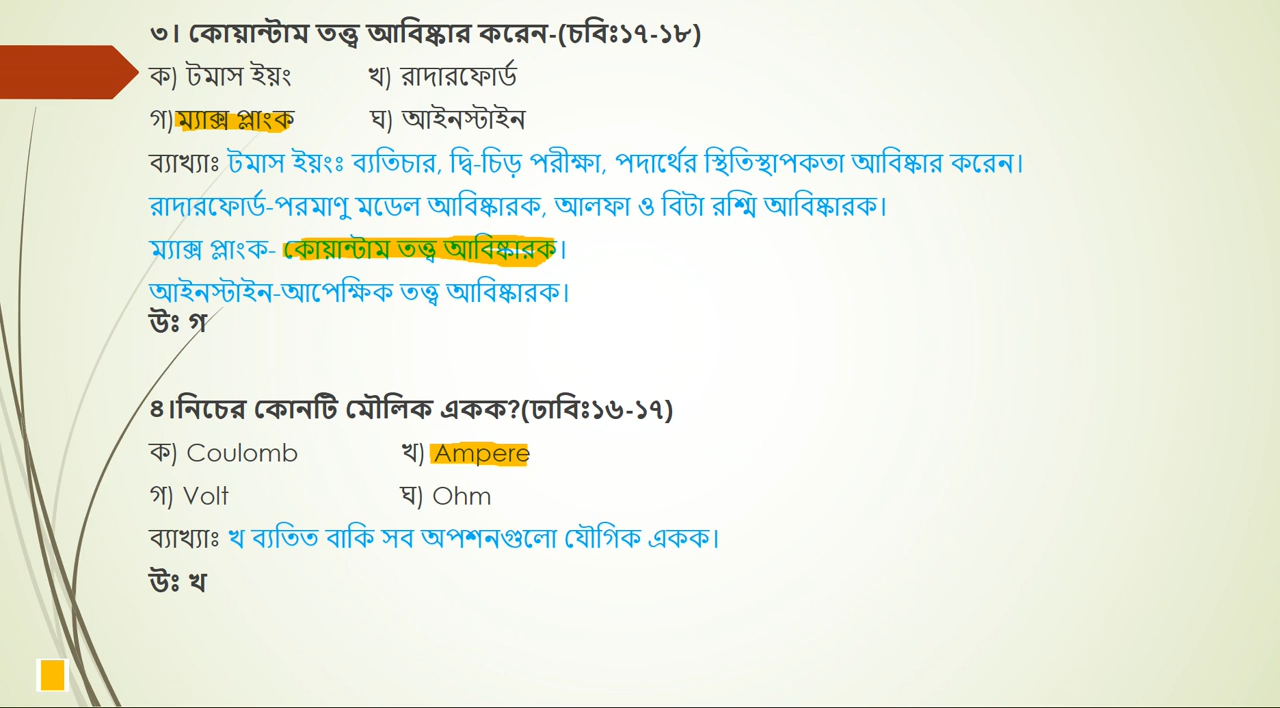 ৩। কোয়ান্টাম তত্ত্ব আবিষ্কার করেন-(চবিঃ১৭-১৮)
ক) টমাস ইয়ং খ) রাদারফোর্ড
গ)ম্যাক্স প্লাংক ঘ) আইনস্টাইন
ব্যাখ্যাঃ টমাস ইয়ংঃ ব্যতিচার, দ্বি-চিড় পরীক্ষা, পদার্থের স্থিতিস্থাপকতা আবিষ্কার করেন।
রাদারফোর্ড-পরমাণু মডেল আবিষ্কারক, আলফা ও বিটা রশ্মি আবিষ্কারক।
ম্যাক্স প্লাংক- কোয়ান্টাম তত্ত্ব আবিষ্কারক।
আইনস্টাইন-আপেক্ষিক তত্ত্ব আবিষ্কারক।
উঃ গ
৪।নিচের কোনটি মৌলিক একক?(ঢাবিঃ১৬-১৭)
ক) Coulomb খ) Ampere
গ) Volt ঘ) Ohm
ব্যাখ্যাঃ খ ব্যতিত বাকি সব অপশনগুলো যৌগিক একক।
উঃ খ